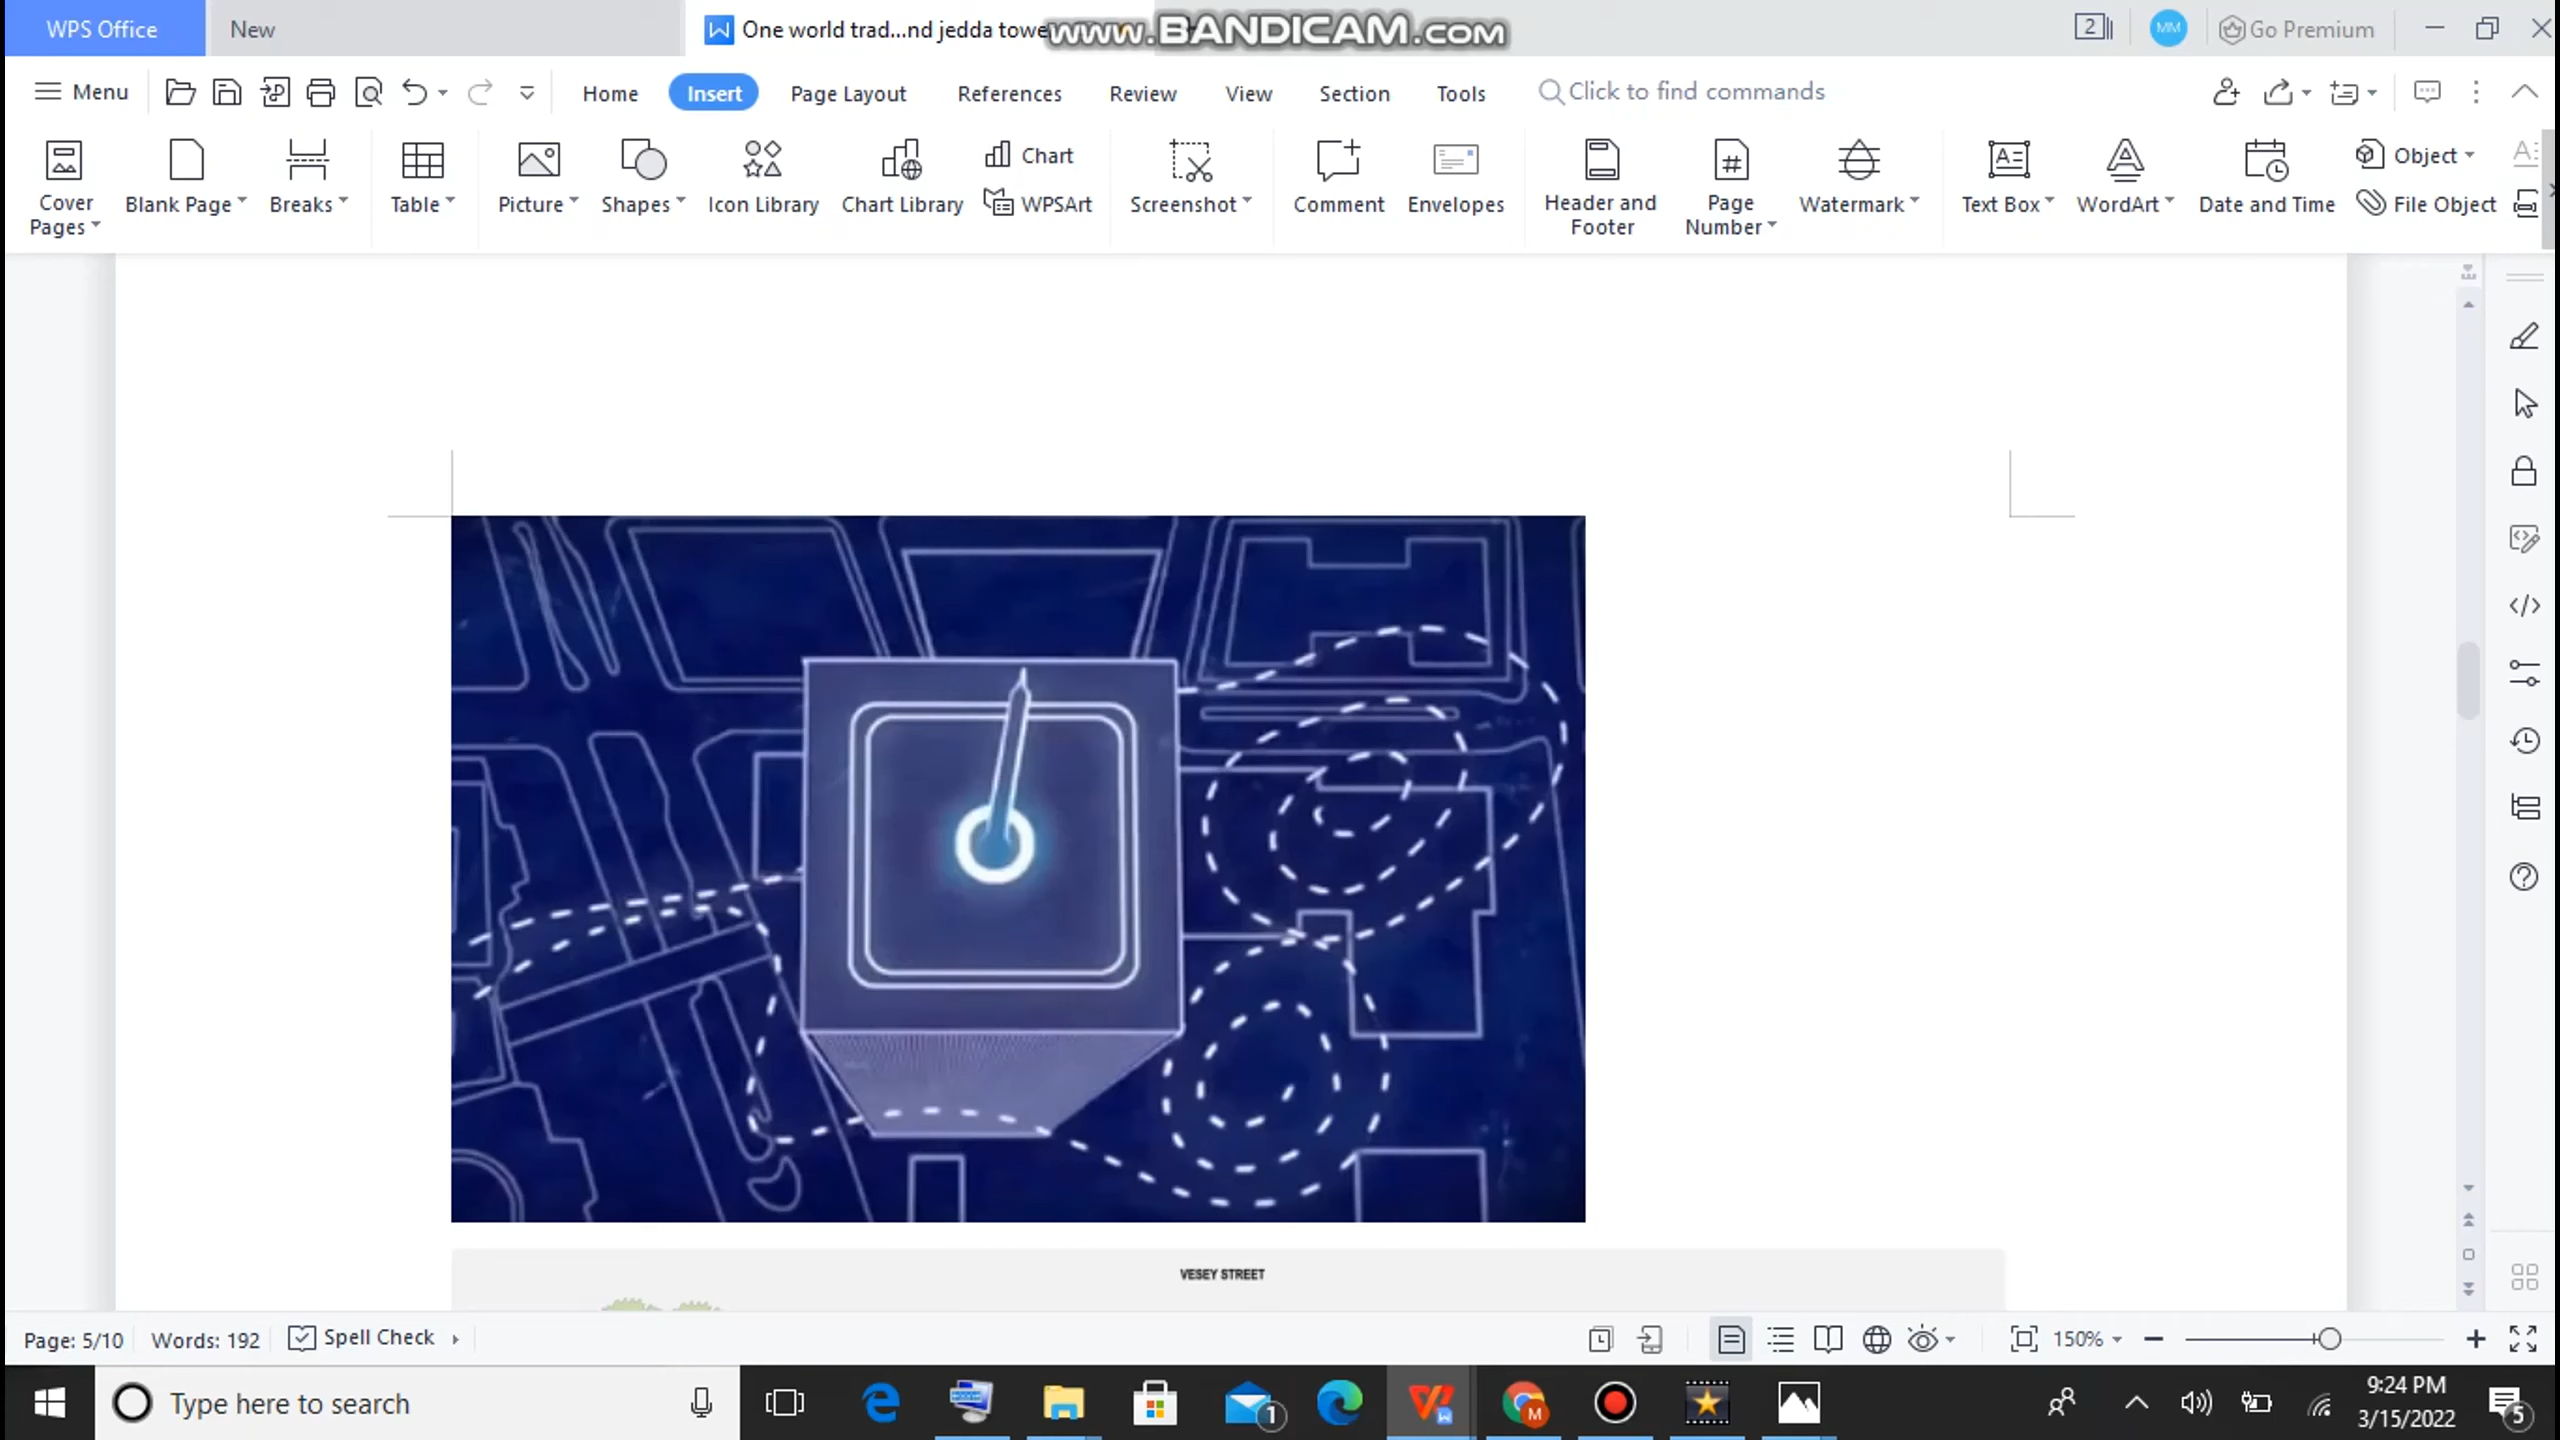 WPS Office
New
One world trad...nd jedda towe
www.BANDICAM.com
2
MM
Go Premium
Menu
Home
Insert
Page Layout
References
Review
View
Section
Tools
Click to find commands
Cover Pages
Blank Page
Breaks
Table
Picture
Shapes
Icon Library
Chart Library
Chart
WPSArt
Screenshot
Comment
Envelopes
Header and Footer
Page Number
Watermark
Text Box
WordArt
Date and Time
Object
File Object
VESEY STREET
Page: 5/10
Words: 192
Spell Check
150%
Type here to search
1
M
9:24 PM
3/15/2022
5